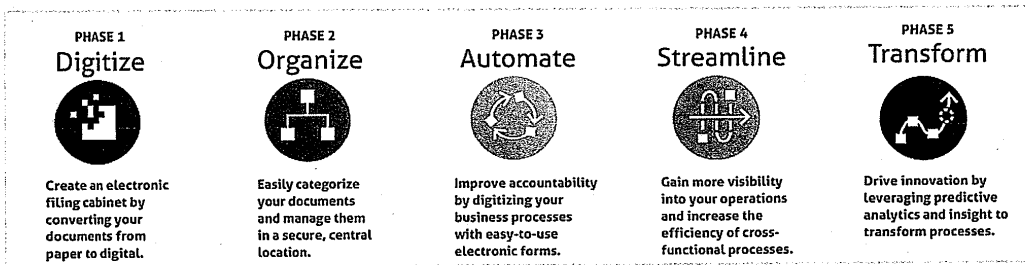 PHASE 1
Digitize
Create an electronic
filing cabinet by
converting your
documents from
paper to digital.
PHASE 2
Organize
Easily categorize
your documents
and manage them
in a secure, central
location.
PHASE 3
Automate
Improve accountability
by digitizing your
business processes
with easy-to-use
electronic forms.
PHASE 4
Streamline
Gain more visibility
into your operations
and increase the
efficiency of cross-
functional processes.
PHASE 5
Transform
Drive innovation by
leveraging predictive
analytics and insight to
transform processes.